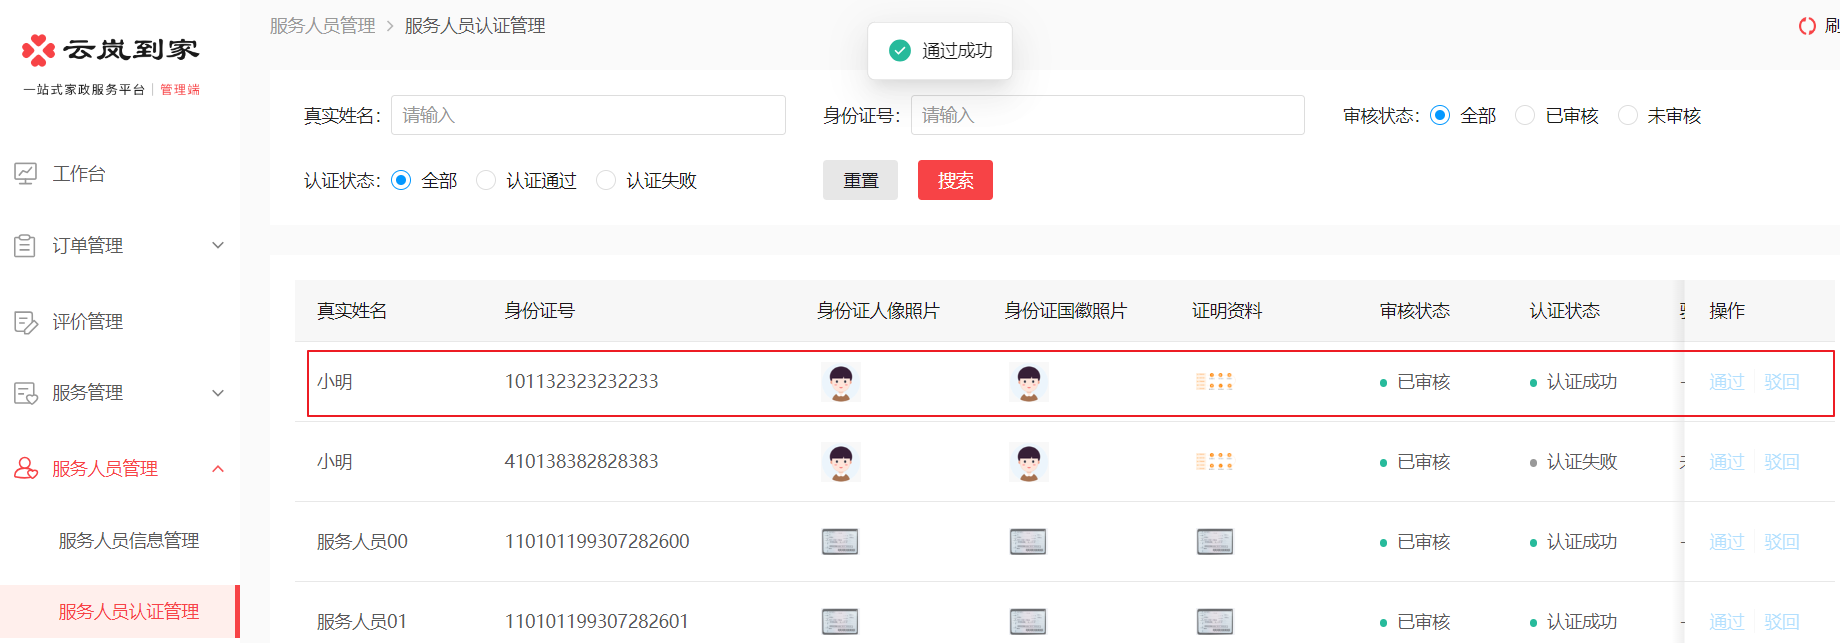 云岚到家
一站式家政服务平台 管理端
工作台
订单管理
评价管理
服务管理
服务人员管理
服务人员信息管理
服务人员认证管理
服务人员管理 > 服务人员认证管理
通过成功
刷
真实姓名: 请输入 身份证号: 请输入 审核状态: 全部 已审核 未审核
认证状态: 全部 认证通过 认证失败 重置 搜索
真实姓名 身份证号 身份证人像照片 身份证国徽照片 证明资料 审核状态 认证状态 操作
小明 101132323232233 已审核 认证成功 - 通过 驳回
小明 410138382828383 已审核 认证失败 通过 驳回
服务人员00 110101199307282600 已审核 认证成功 - 通过 驳回
服务人员01 110101199307282601 已审核 认证成功 - 通过 驳回